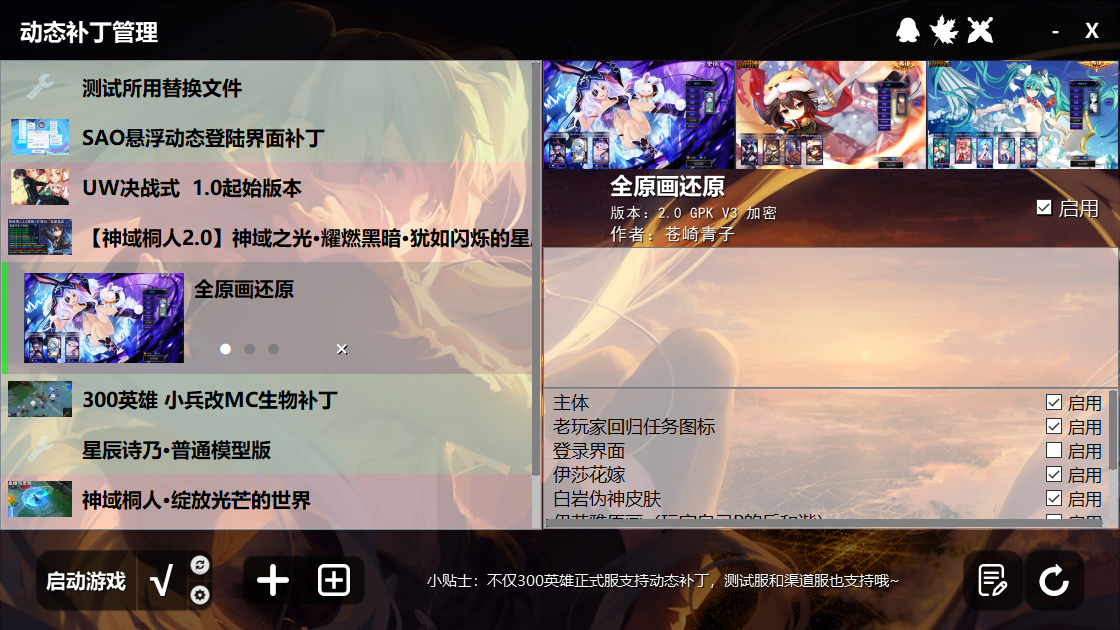 动态补丁管理
- X
测试所用替换文件
SAO悬浮动态登陆界面补丁
UW决战式 1.0起始版本
【神域桐人2.0】神域之光•耀燃黑暗•犹如闪烁的星
全原画还原
300英雄 小兵改MC生物补丁
星辰诗乃•普通模型版
神域桐人•绽放光芒的世界
全原画还原
版本：2.0 GPK V3 加密
作者：苍崎青子
启用
主体 启用
老玩家回归任务图标 启用
登录界面 启用
伊莎花嫁 启用
白岩伪神皮肤 启用
启动游戏
小贴士：不仅300英雄正式服支持动态补丁，测试服和渠道服也支持哦~